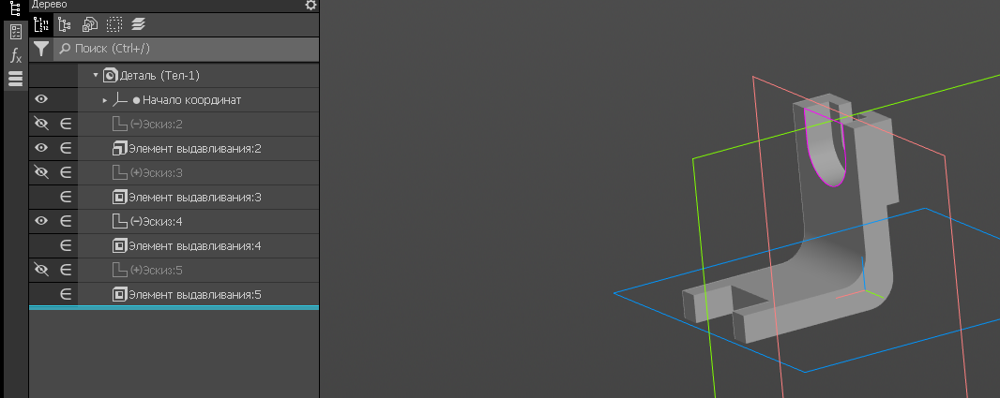 Дерево
Поиск (Ctrl+/)
Деталь (Тел-1)
Начало координат
(−)Эскиз:2
Элемент выдавливания:2
(+)Эскиз:3
Элемент выдавливания:3
(−)Эскиз:4
Элемент выдавливания:4
(+)Эскиз:5
Элемент выдавливания:5